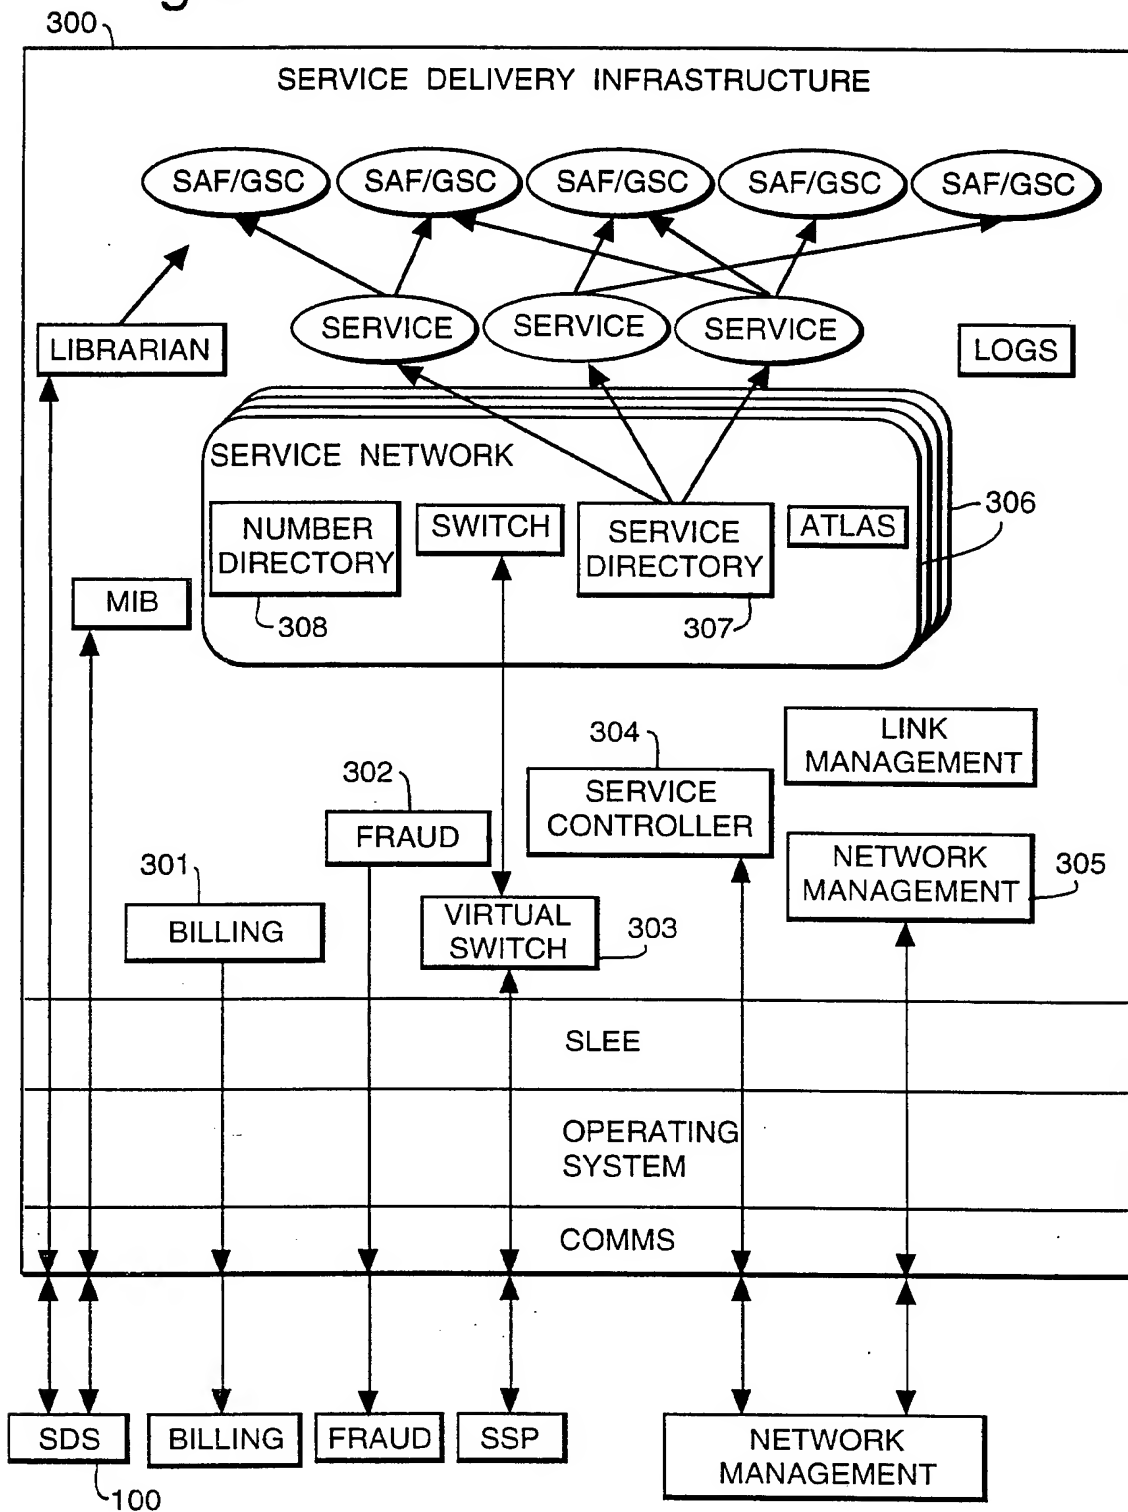 300
SERVICE DELIVERY INFRASTRUCTURE
SAF/GSC SAF/GSC SAF/GSC SAF/GSC SAF/GSC
SERVICE SERVICE SERVICE
LIBRARIAN
LOGS
SERVICE NETWORK
306
NUMBER
DIRECTORY
SWITCH
SERVICE
DIRECTORY
ATLAS
MIB
308
307
304
LINK
MANAGEMENT
302
SERVICE
CONTROLLER
FRAUD
NETWORK
MANAGEMENT
305
301
BILLING
VIRTUAL
SWITCH
303
SLEE
OPERATING
SYSTEM
COMMS
SDS
BILLING
FRAUD
SSP
NETWORK
MANAGEMENT
100